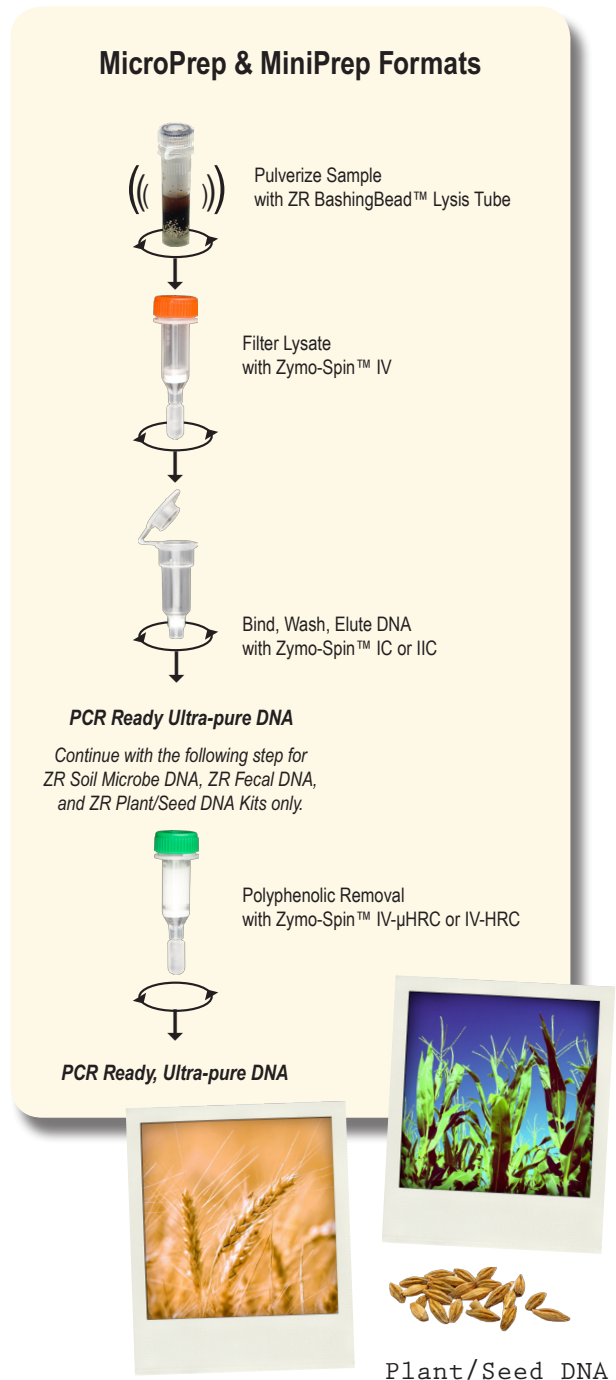 MicroPrep & MiniPrep Formats
Pulverize Sample
with ZR BashingBead™ Lysis Tube
Filter Lysate
with Zymo-Spin™ IV
Bind, Wash, Elute DNA
with Zymo-Spin™ IC or IIC
PCR Ready Ultra-pure DNA
Continue with the following step for
ZR Soil Microbe DNA, ZR Fecal DNA,
and ZR Plant/Seed DNA Kits only.
Polyphenolic Removal
with Zymo-Spin™ IV-µHRC or IV-HRC
PCR Ready, Ultra-pure DNA
Plant/Seed DNA